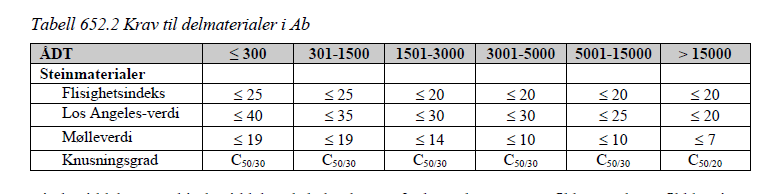 Tabell 652.2 Krav til delmaterialer i Ab
ÅDT ≤ 300 301-1500 1501-3000 3001-5000 5001-15000 > 15000
Steinmaterialer
Flisighetsindeks ≤ 25 ≤ 25 ≤ 20 ≤ 20 ≤ 20 ≤ 20
Los Angeles-verdi ≤ 40 ≤ 35 ≤ 30 ≤ 30 ≤ 25 ≤ 20
Mølleverdi ≤ 19 ≤ 19 ≤ 14 ≤ 10 ≤ 10 ≤ 7
Knusningsgrad C50/30 C50/30 C50/30 C50/30 C50/30 C50/20